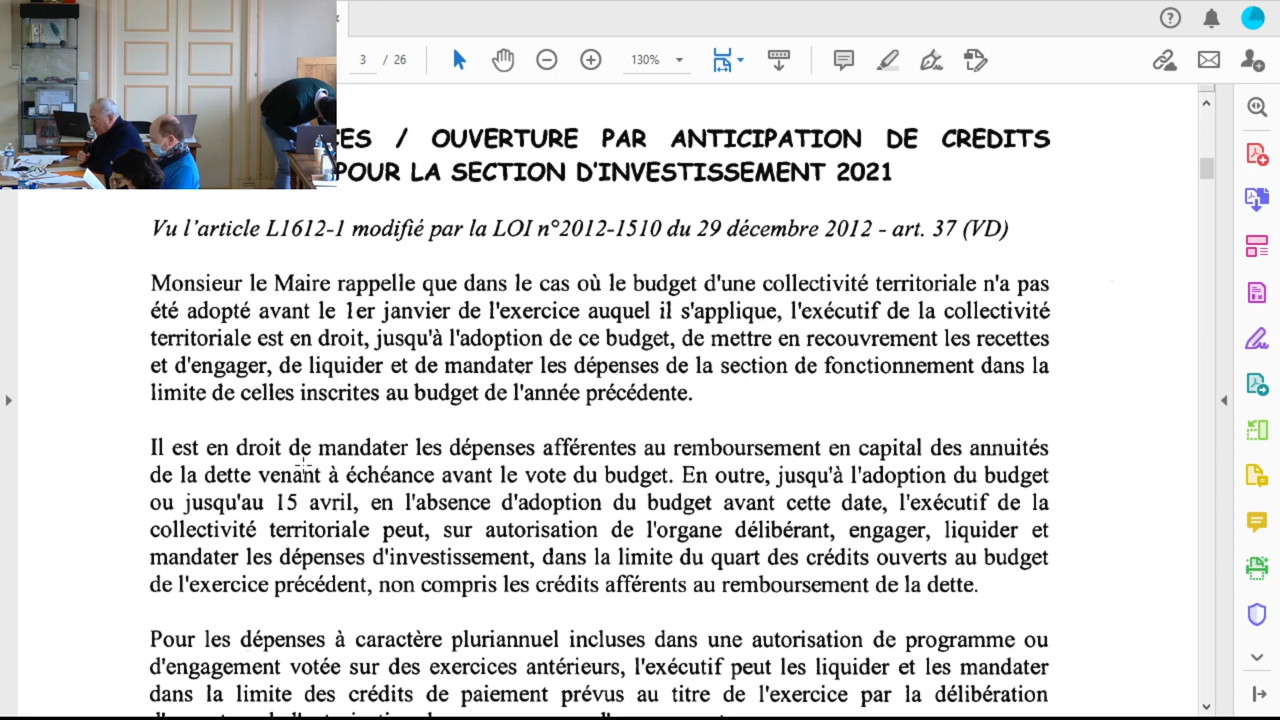 3 / 26
130%
CES / OUVERTURE PAR ANTICIPATION DE CREDITS
POUR LA SECTION D'INVESTISSEMENT 2021
Vu l'article L1612-1 modifié par la LOI n°2012-1510 du 29 décembre 2012 - art. 37 (VD)
Monsieur le Maire rappelle que dans le cas où le budget d'une collectivité territoriale n'a pas
été adopté avant le 1er janvier de l'exercice auquel il s'applique, l'exécutif de la collectivité
territoriale est en droit, jusqu'à l'adoption de ce budget, de mettre en recouvrement les recettes
et d'engager, de liquider et de mandater les dépenses de la section de fonctionnement dans la
limite de celles inscrites au budget de l'année précédente.
Il est en droit de mandater les dépenses afférentes au remboursement en capital des annuités
de la dette venant à échéance avant le vote du budget. En outre, jusqu'à l'adoption du budget
ou jusqu'au 15 avril, en l'absence d'adoption du budget avant cette date, l'exécutif de la
collectivité territoriale peut, sur autorisation de l'organe délibérant, engager, liquider et
mandater les dépenses d'investissement, dans la limite du quart des crédits ouverts au budget
de l'exercice précédent, non compris les crédits afférents au remboursement de la dette.
Pour les dépenses à caractère pluriannuel incluses dans une autorisation de programme ou
d'engagement votée sur des exercices antérieurs, l'exécutif peut les liquider et les mandater
dans la limite des crédits de paiement prévus au titre de l'exercice par la délibération